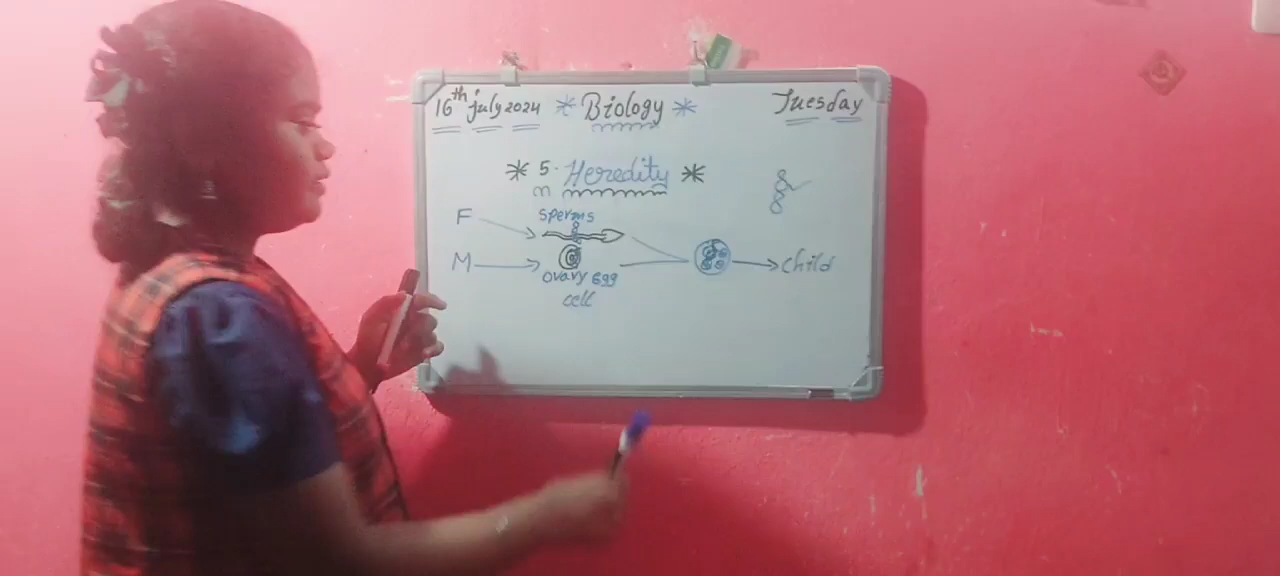 16th july 2024 * Biology * Tuesday
* 5. Heredity *
F sperms
M child
ovary egg
cell